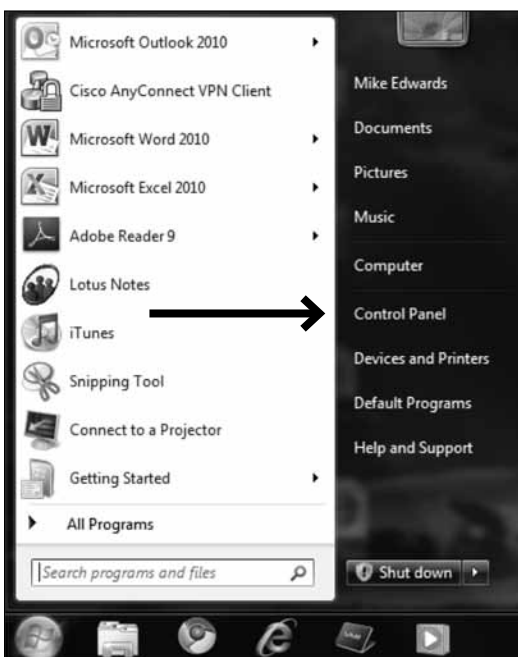 Microsoft Outlook 2010
Cisco AnyConnect VPN Client
Microsoft Word 2010
Microsoft Excel 2010
Adobe Reader 9
Lotus Notes
iTunes
Snipping Tool
Connect to a Projector
Getting Started
All Programs
Search programs and files
Mike Edwards
Documents
Pictures
Music
Computer
Control Panel
Devices and Printers
Default Programs
Help and Support
Shut down